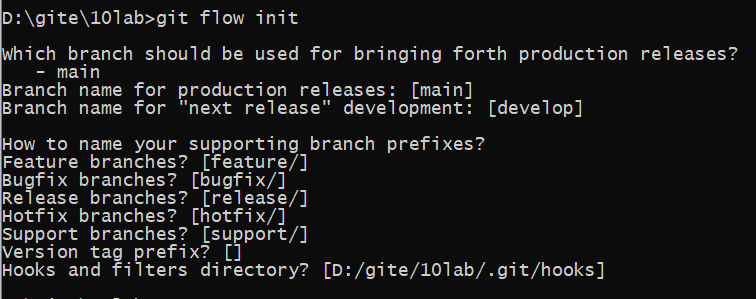 D:\gite\10lab>git flow init
Which branch should be used for bringing forth production releases?
   - main
Branch name for production releases: [main]
Branch name for "next release" development: [develop]
How to name your supporting branch prefixes?
Feature branches? [feature/]
Bugfix branches? [bugfix/]
Release branches? [release/]
Hotfix branches? [hotfix/]
Support branches? [support/]
Version tag prefix? []
Hooks and filters directory? [D:/gite/10lab/.git/hooks]